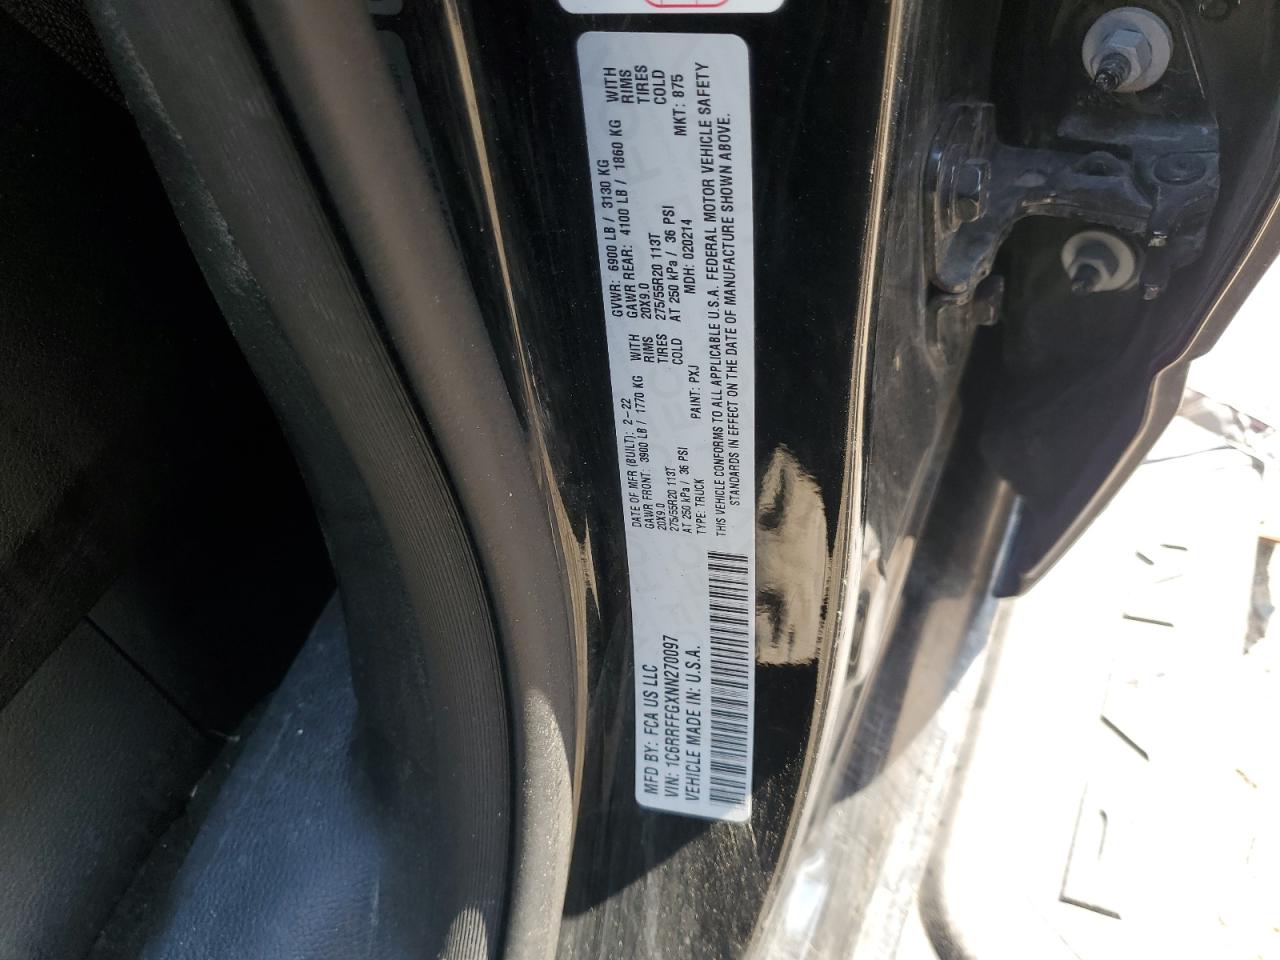 MFD BY: FCA US LLC
VIN: 1C6RRFFGXNN270097
VEHICLE MADE IN: U.S.A.
DATE OF MFR (BUILT): 2-22 GVWR: 6900 LB / 3130 KG
GAWR FRONT: 3900 LB / 1770 KG WITH GAWR REAR: 4100 LB / 1860 KG WITH
20X9.0 RIMS 20X9.0 RIMS
275/55R20 113T TIRES 275/55R20 113T TIRES
AT 250 kPa / 36 PSI COLD AT 250 kPa / 36 PSI COLD
TYPE: TRUCK PAINT: PXJ MDH: 020214 MKT: 875
THIS VEHICLE CONFORMS TO ALL APPLICABLE U.S.A. FEDERAL MOTOR VEHICLE SAFETY
STANDARDS IN EFFECT ON THE DATE OF MANUFACTURE SHOWN ABOVE.